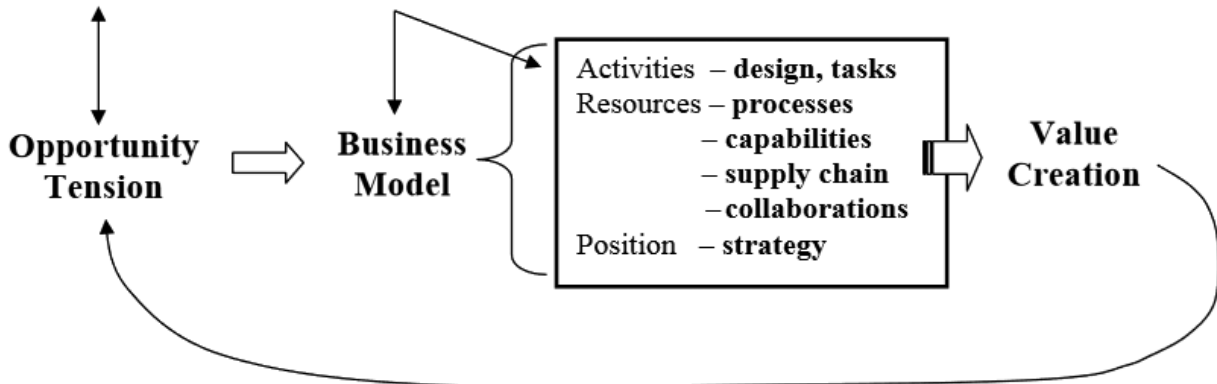 Opportunity
Tension
Business
Model
Activities – design, tasks
Resources – processes
– capabilities
– supply chain
– collaborations
Position – strategy
Value
Creation